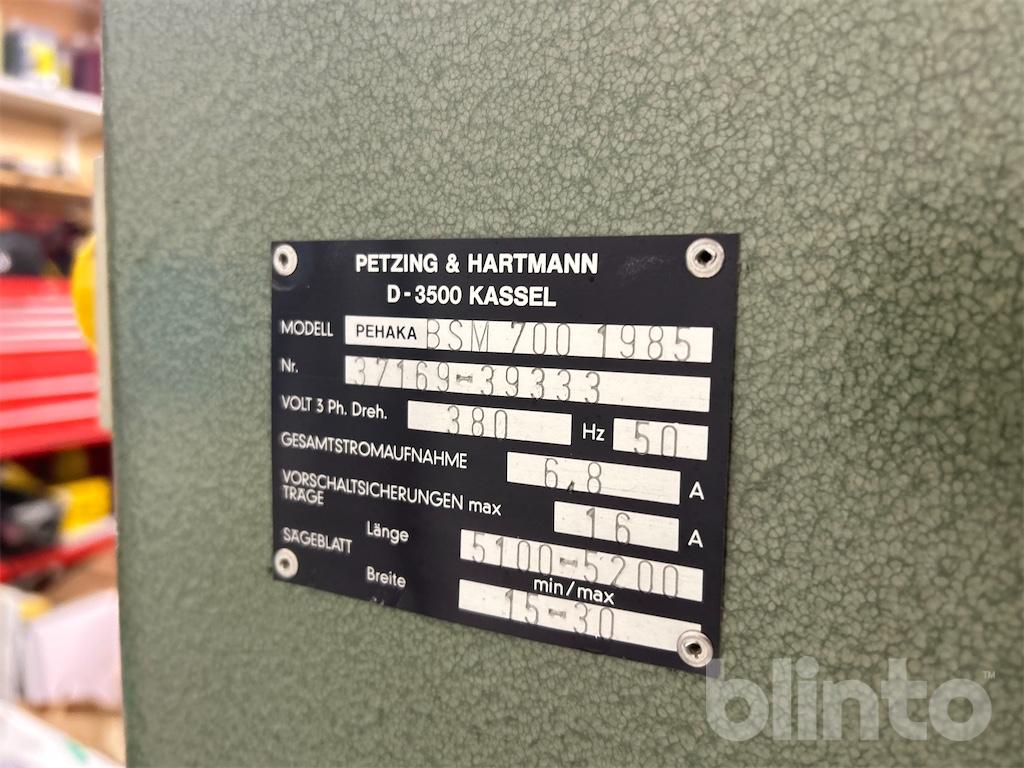 PETZING & HARTMANN
D-3500 KASSEL
MODELL PEHAKA BSM 700 1985
Nr. 37169-39333
VOLT 3 Ph. Dreh. 380 Hz 50
GESAMTSTROMAUFNAHME 6,8 A
VORSCHALTSICHERUNGEN max
TRÄGE 16 A
SÄGEBLATT Länge 5100-5200
min/max
Breite 15-30
blinto™